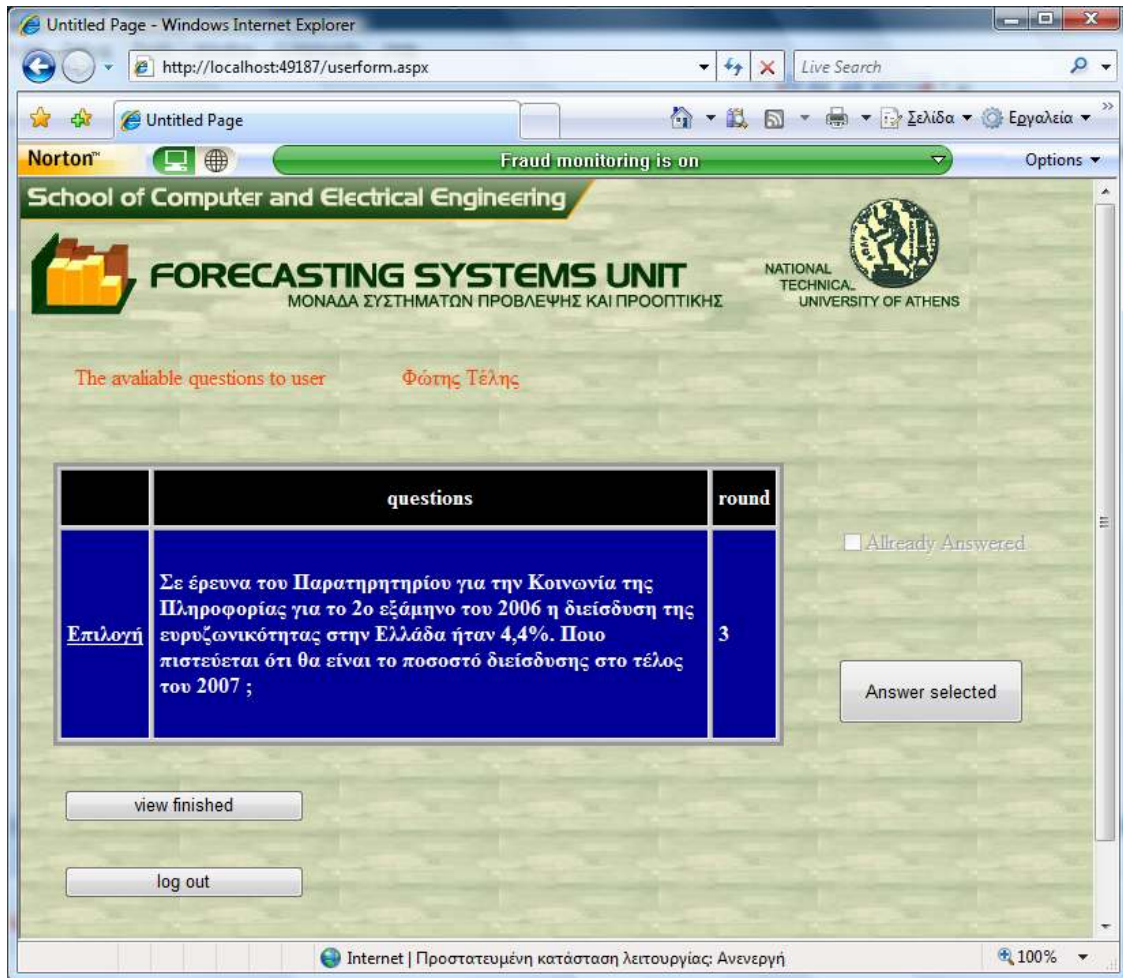 Untitled Page - Windows Internet Explorer
http://localhost:49187/userform.aspx
Live Search
Untitled Page
Σελίδα
Εργαλεία
Norton™
Fraud monitoring is on
Options
School of Computer and Electrical Engineering
FORECASTING SYSTEMS UNIT
ΜΟΝΑΔΑ ΣΥΣΤΗΜΑΤΩΝ ΠΡΟΒΛΕΨΗΣ ΚΑΙ ΠΡΟΟΠΤΙΚΗΣ
NATIONAL
TECHNICAL
UNIVERSITY OF ATHENS
The avaliable questions to user Φώτης Τέλης
questions round
Σε έρευνα του Παρατηρητηρίου για την Κοινωνία της
Πληροφορίας για το 2ο εξάμηνο του 2006 η διείσδυση της
Επιλογή ευρυζωνικότητας στην Ελλάδα ήταν 4,4%. Ποιο 3
πιστεύεται ότι θα είναι το ποσοστό διείσδυσης στο τέλος
του 2007 ;
Allready Answered
Answer selected
view finished
log out
Internet | Προστατευμένη κατάσταση λειτουργίας: Ανενεργή
100%